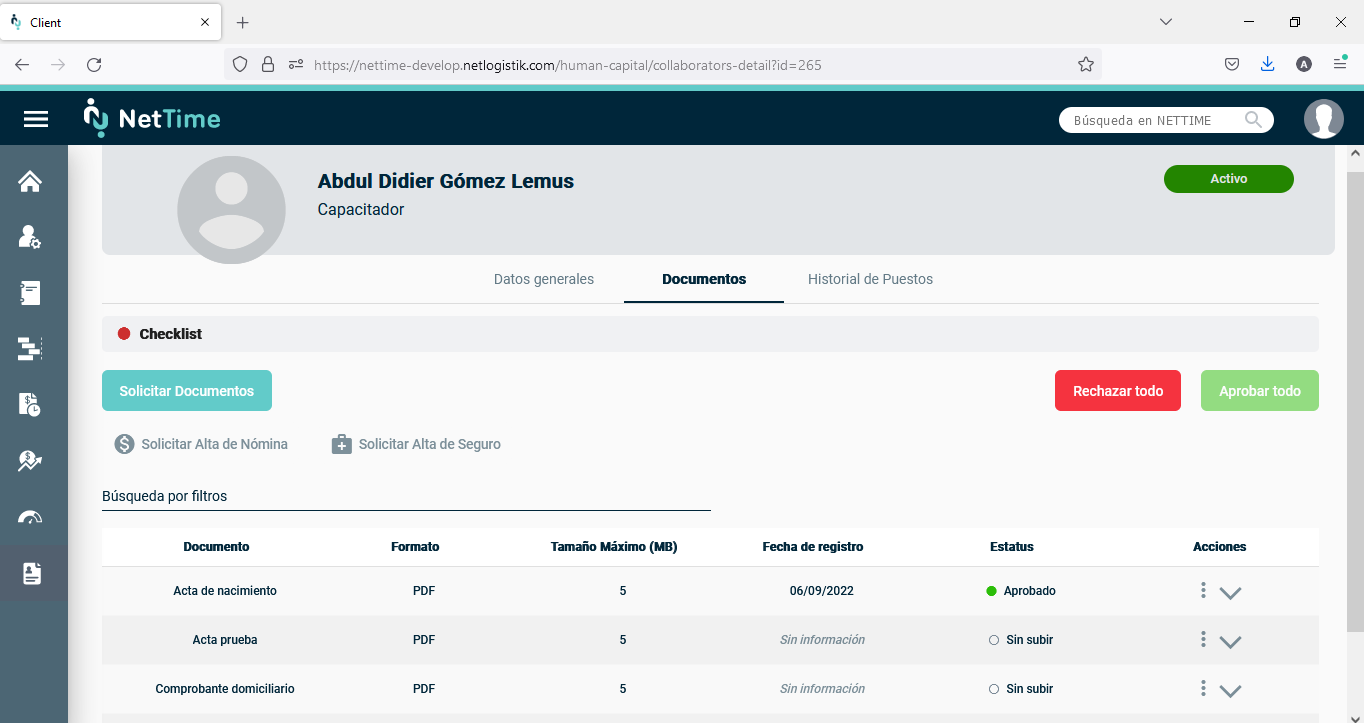 Client
https://nettime-develop.netlogistik.com/human-capital/collaborators-detail?id=265
A
NetTime
Búsqueda en NETTIME
Abdul Didier Gómez Lemus
Activo
Capacitador
Datos generales Documentos Historial de Puestos
Checklist
Solicitar Documentos Rechazar todo Aprobar todo
Solicitar Alta de Nómina Solicitar Alta de Seguro
Búsqueda por filtros
Documento Formato Tamaño Máximo (MB) Fecha de registro Estatus Acciones
Acta de nacimiento PDF 5 06/09/2022 Aprobado
Acta prueba PDF 5 Sin información Sin subir
Comprobante domiciliario PDF 5 Sin información Sin subir